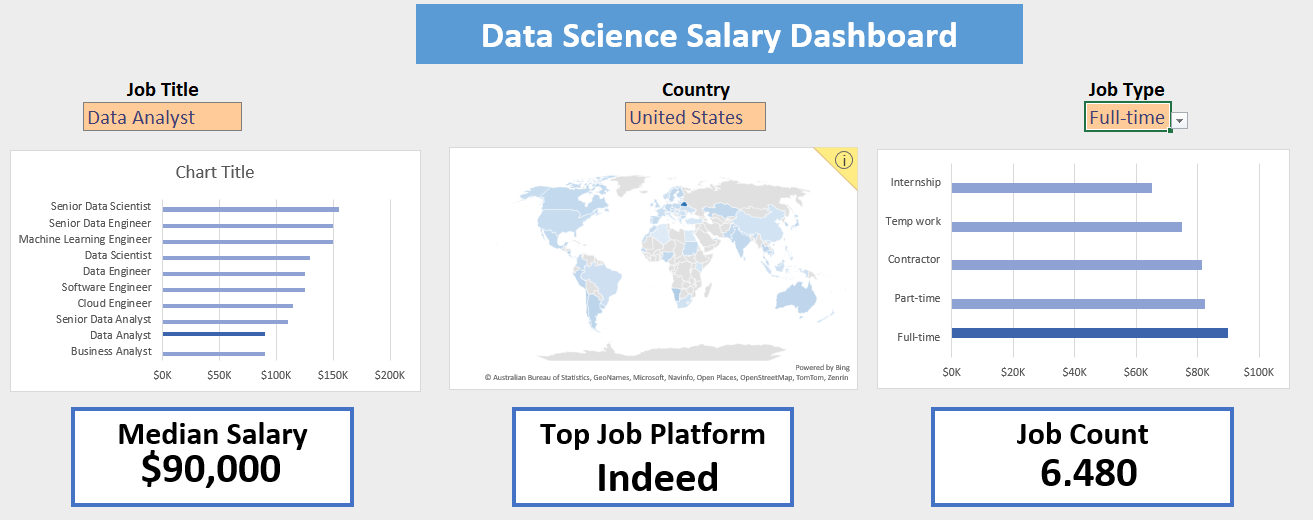 Data Science Salary Dashboard
Job Title
Data Analyst
Country
United States
Job Type
Full-time
Chart Title
Senior Data Scientist
Senior Data Engineer
Machine Learning Engineer
Data Scientist
Data Engineer
Software Engineer
Cloud Engineer
Senior Data Analyst
Data Analyst
Business Analyst
$0K $50K $100K $150K $200K
Powered by Bing
© Australian Bureau of Statistics, GeoNames, Microsoft, Navinfo, Open Places, OpenStreetMap, TomTom, Zenrin
Internship
Temp work
Contractor
Part-time
Full-time
$0K $20K $40K $60K $80K $100K
Median Salary
$90,000
Top Job Platform
Indeed
Job Count
6.480